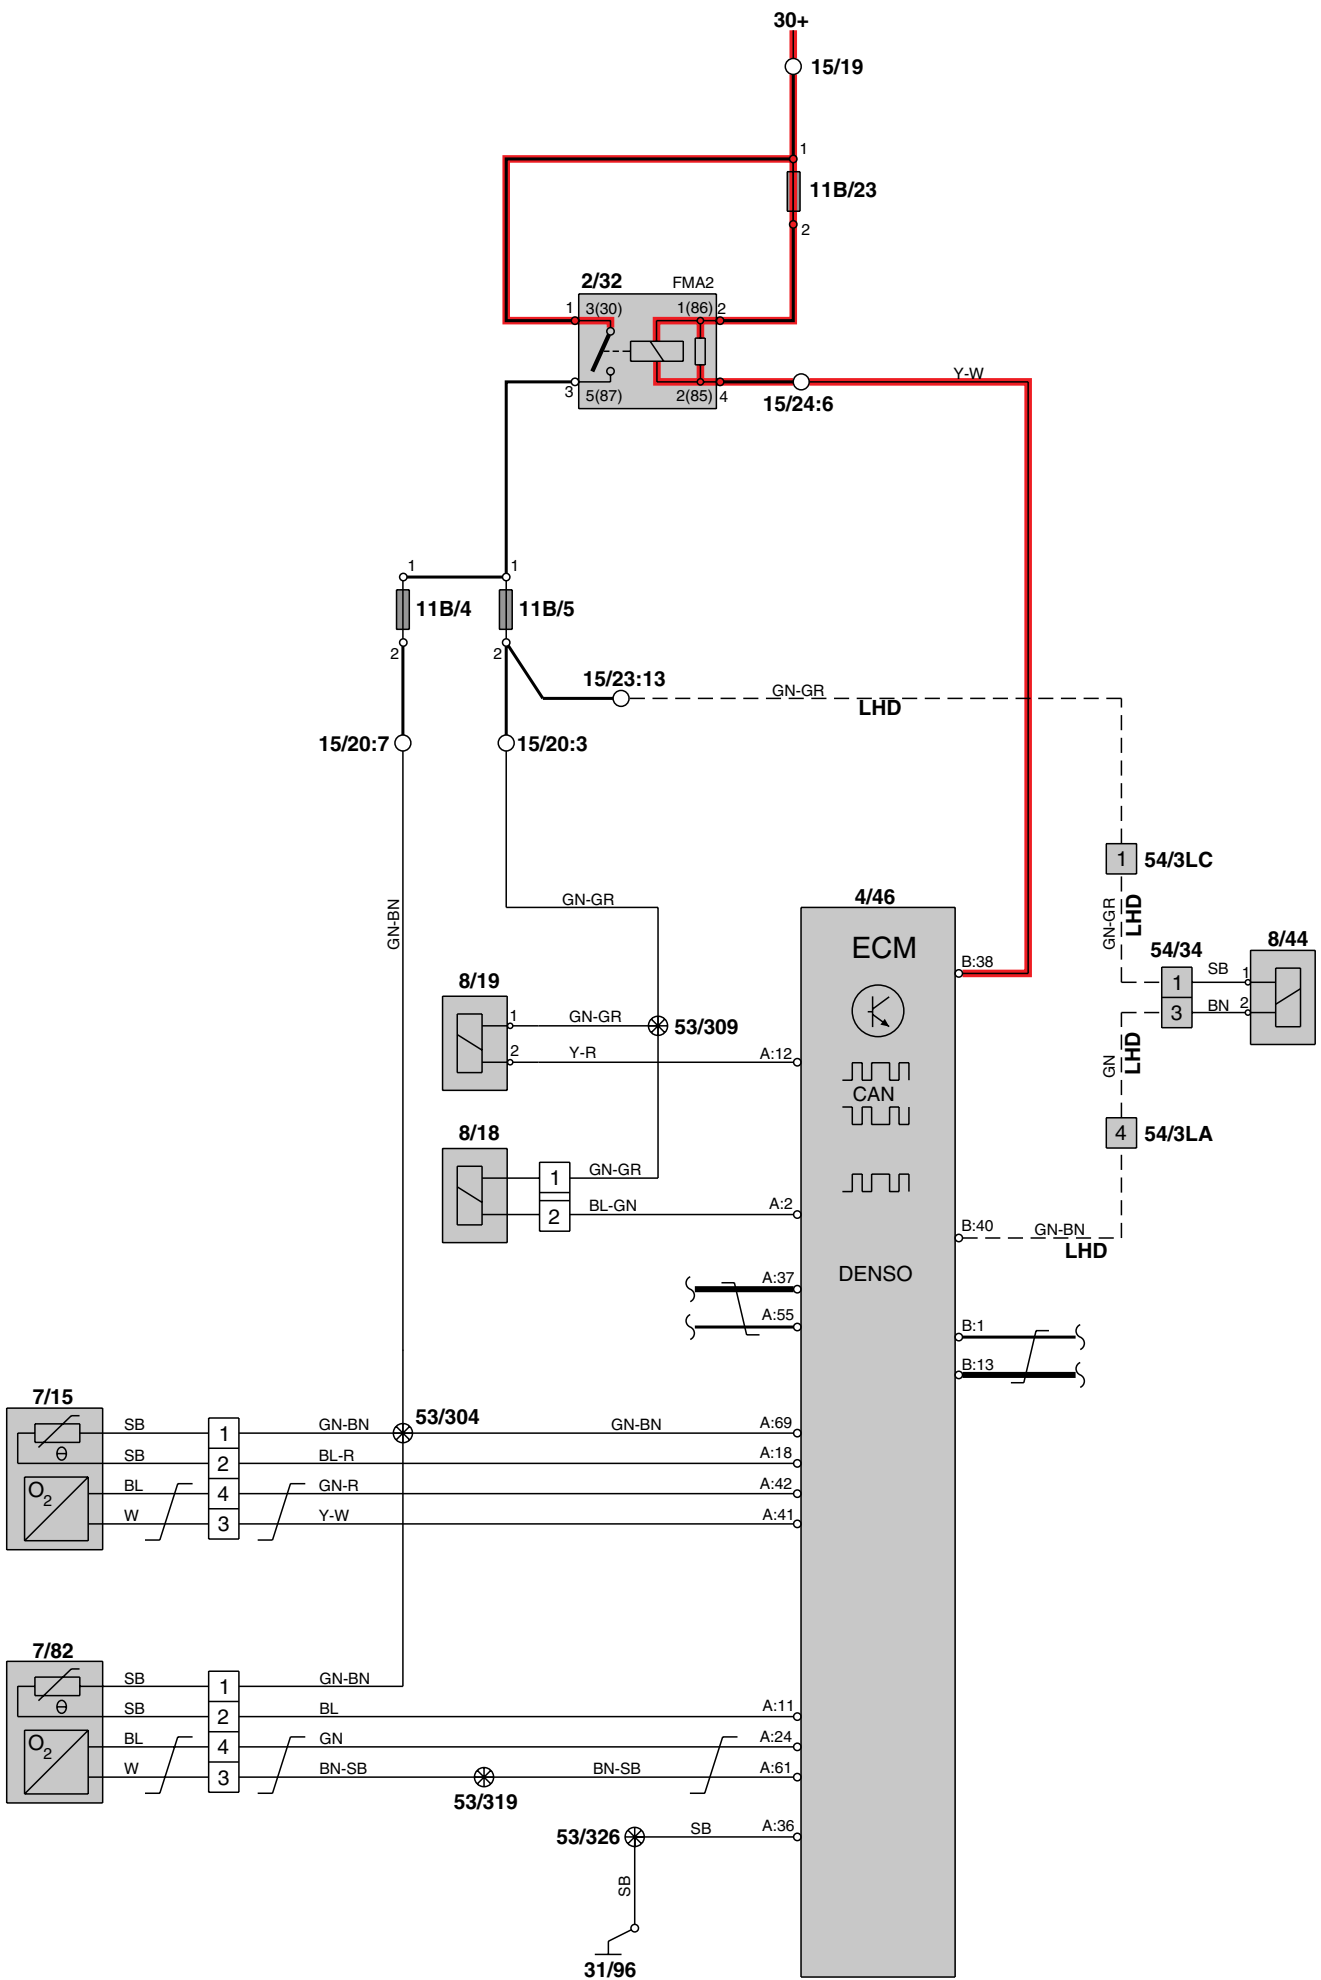 30+
15/19
1
11B/23
2
2/32 FMA2
1 3(30) 1(86) 2
3 5(87) 2(85) 4
15/24:6
Y-W
1 1
11B/4 11B/5
2 2
15/23:13
GN-GR
LHD
15/20:7 15/20:3
GN-BN
GN-GR
1 54/3LC
GN-GR
LHD
4/46
ECM
B:38
54/34
8/44
1 SB 1
3 BN 2
8/19
1 GN-GR
53/309
2 Y-R A:12
CAN
GN
LHD
4 54/3LA
8/18
1 GN-GR
2 BL-GN A:2
B:40 GN-BN
LHD
DENSO
A:37
A:55
B:1
B:13
7/15
53/304
SB 1 GN-BN GN-BN A:69
θ
SB 2 BL-R A:18
O2
BL 4 GN-R A:42
W 3 Y-W A:41
7/82
SB 1 GN-BN
θ
SB 2 BL A:11
O2
BL 4 GN A:24
W 3 BN-SB BN-SB A:61
53/319
53/326 SB A:36
SB
31/96